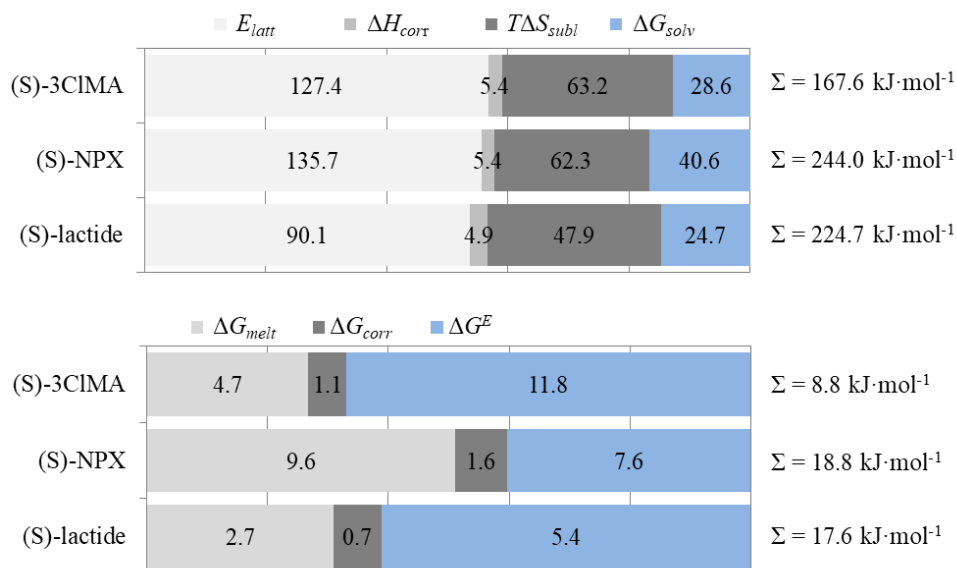 E_latt ΔH_corr TΔS_subl ΔG_solv
(S)-3ClMA 127.4 5.4 63.2 28.6 Σ = 167.6 kJ·mol⁻¹
(S)-NPX 135.7 5.4 62.3 40.6 Σ = 244.0 kJ·mol⁻¹
(S)-lactide 90.1 4.9 47.9 24.7 Σ = 224.7 kJ·mol⁻¹
ΔG_melt ΔG_corr ΔG^E
(S)-3ClMA 4.7 1.1 11.8 Σ = 8.8 kJ·mol⁻¹
(S)-NPX 9.6 1.6 7.6 Σ = 18.8 kJ·mol⁻¹
(S)-lactide 2.7 0.7 5.4 Σ = 17.6 kJ·mol⁻¹